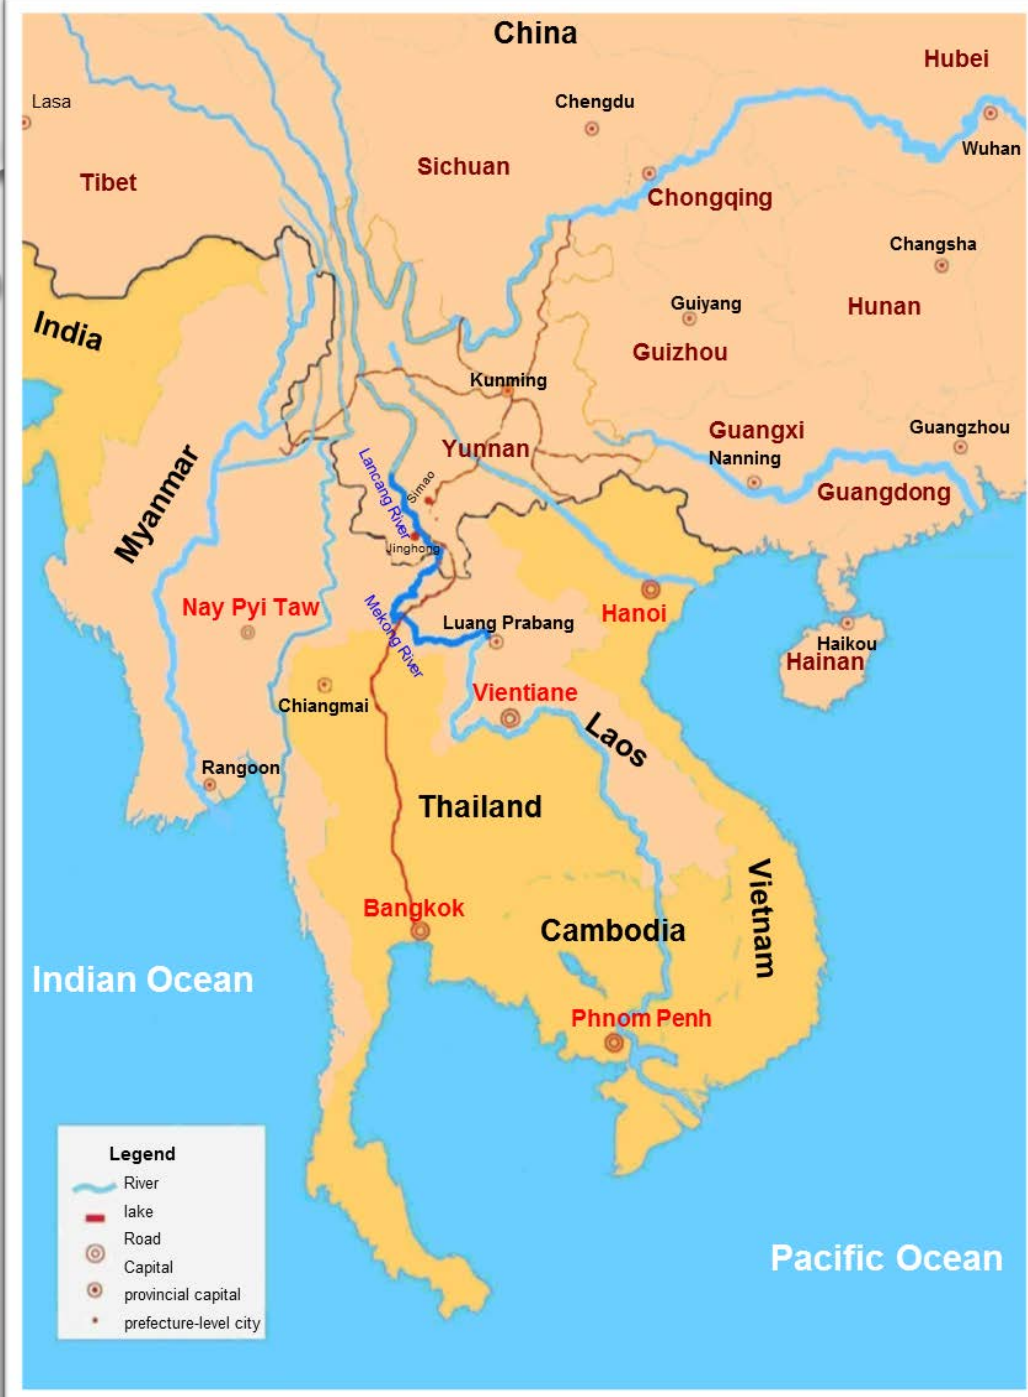 China
Hubei
Lasa
Chengdu
Wuhan
Sichuan
Tibet
Chongqing
Changsha
India
Guiyang
Hunan
Guizhou
Kunming
Guangxi
Guangzhou
Yunnan
Nanning
Myanmar
Lancang River
Simao
Guangdong
Jinghong
Nay Pyi Taw
Mekong River
Luang Prabang
Hanoi
Haikou
Hainan
Vientiane
Chiangmai
Laos
Rangoon
Thailand
Vietnam
Bangkok
Cambodia
Indian Ocean
Phnom Penh
Legend
River
lake
Road
Capital
provincial capital
prefecture-level city
Pacific Ocean